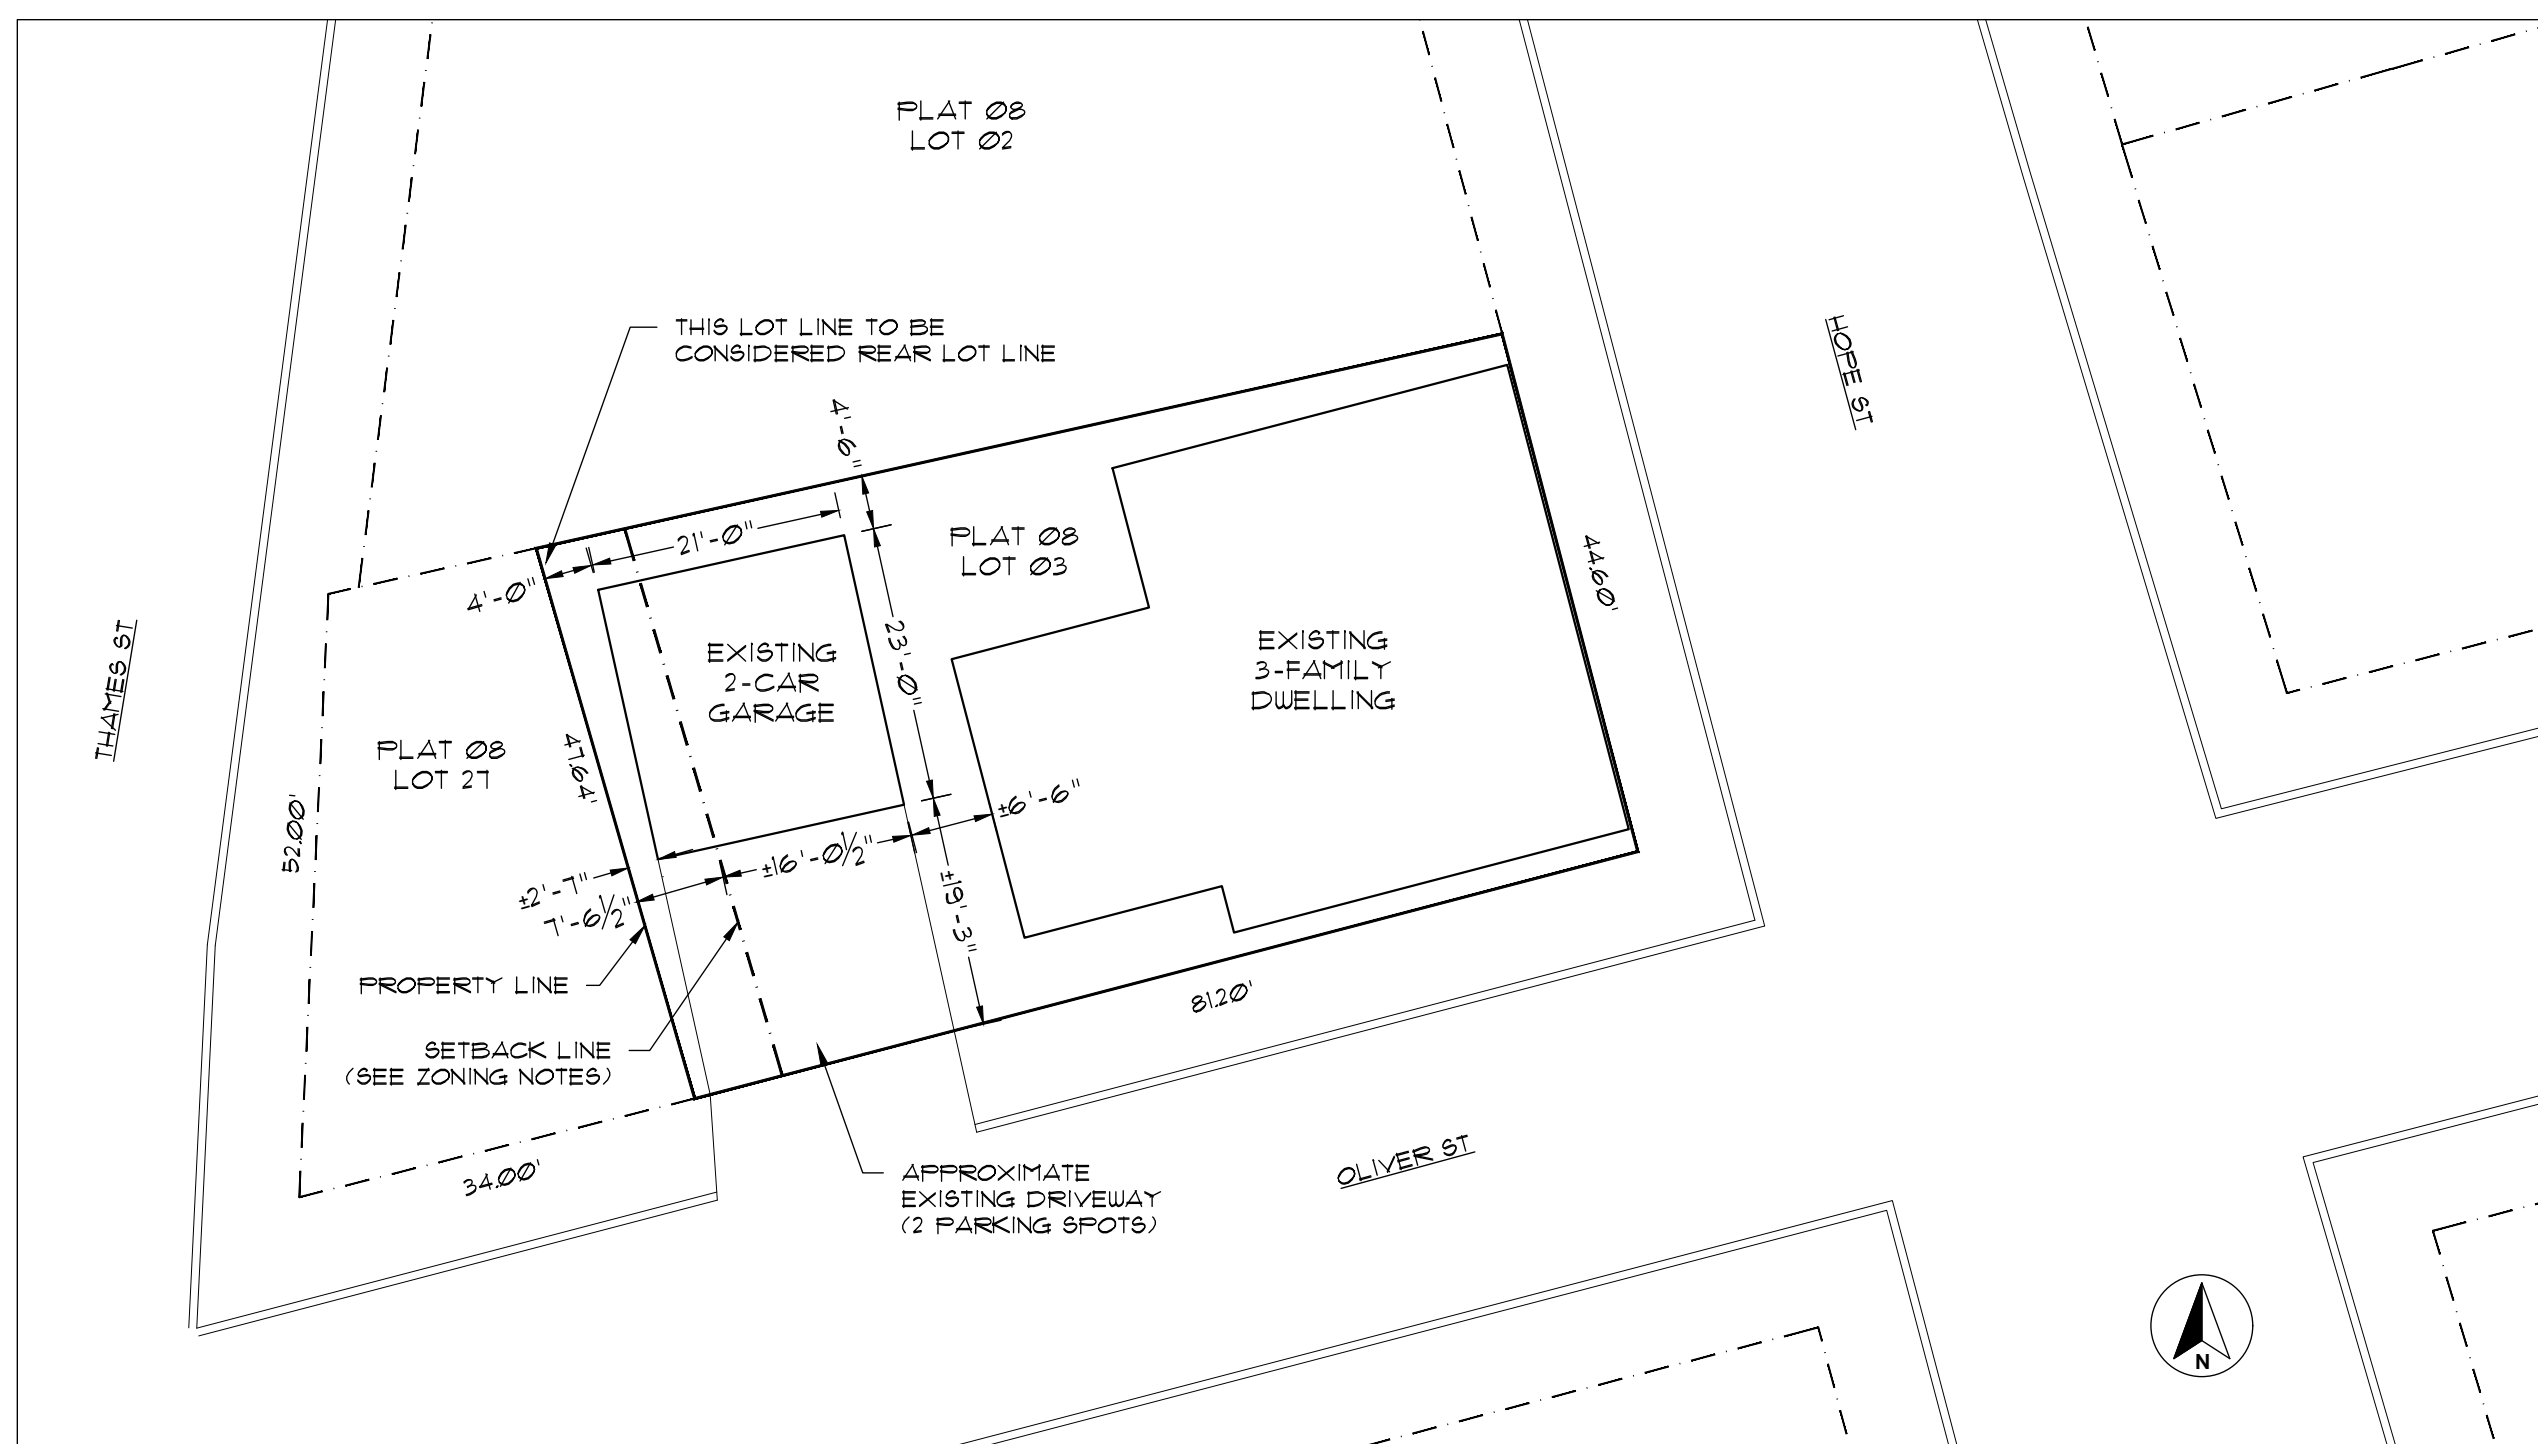 PLAT 08
LOT 02
THIS LOT LINE TO BE
CONSIDERED REAR LOT LINE
HOPE ST
4'-6"
21'-0"
4'-0"
PLAT 08
LOT 03
44.60'
23'-0"
EXISTING
2-CAR
GARAGE
EXISTING
3-FAMILY
DWELLING
THAMES ST
PLAT 08
LOT 27
47.64'
52.00'
±6'-6"
±16'-0½"
±2'-7"
7'-6½"
±19'-3"
PROPERTY LINE
81.20'
SETBACK LINE
(SEE ZONING NOTES)
34.00'
APPROXIMATE
EXISTING DRIVEWAY
(2 PARKING SPOTS)
OLIVER ST
N